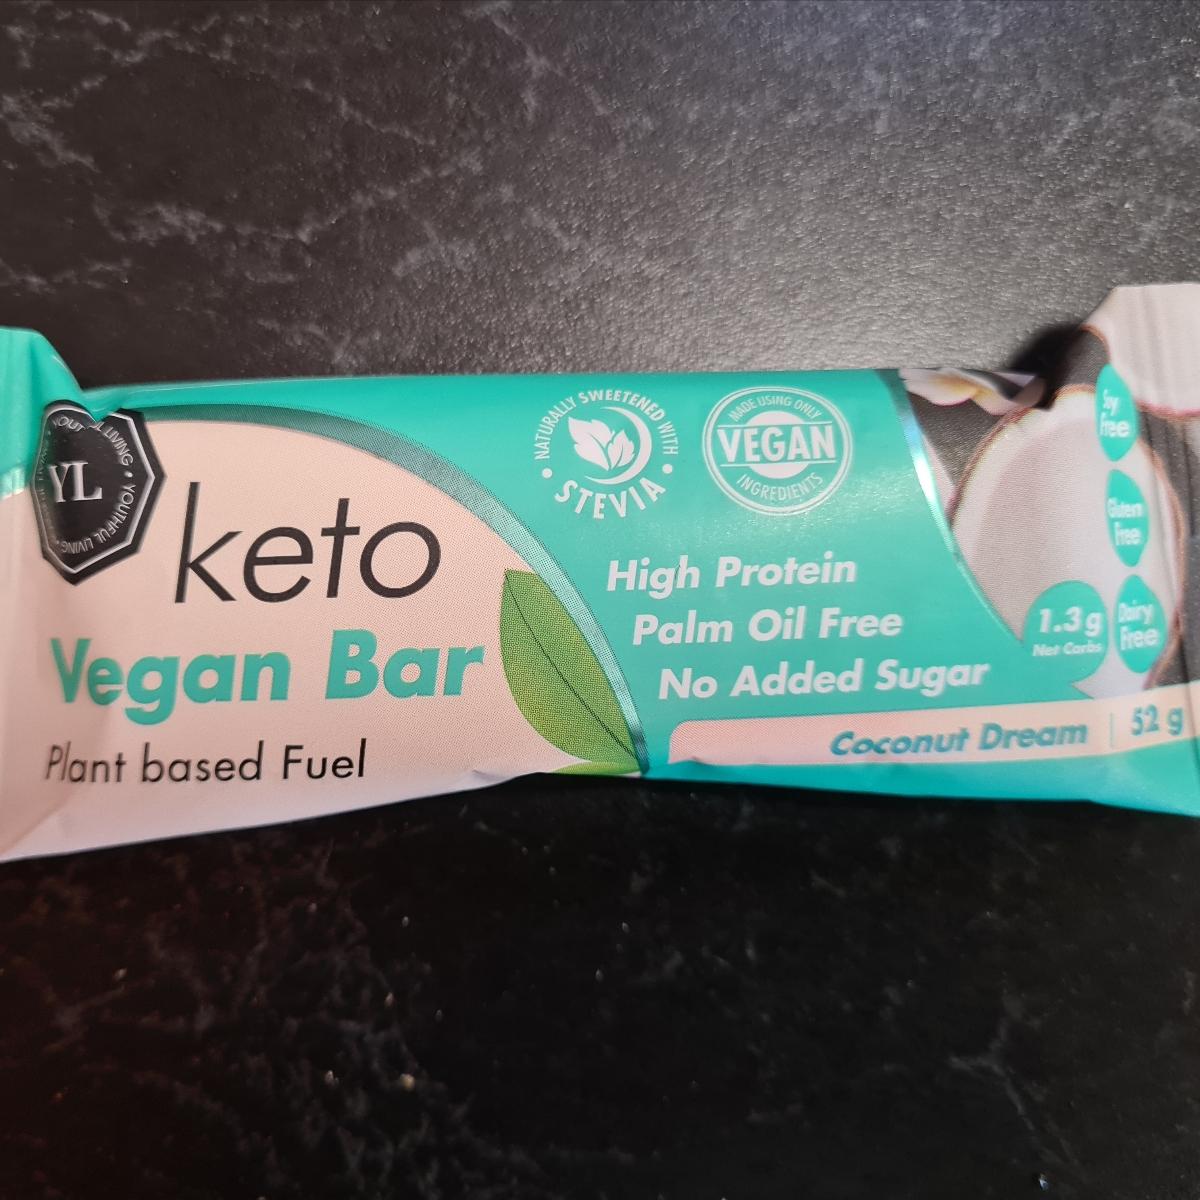 YOUTHFUL LIVING
YL
keto
Vegan Bar
Plant based Fuel
NATURALLY SWEETENED WITH
STEVIA
MADE USING ONLY
VEGAN
INGREDIENTS
High Protein
Palm Oil Free
No Added Sugar
Soy
Free
Gluten
Free
Dairy
Free
1.3 g
Net Carbs
Coconut Dream | 52 g